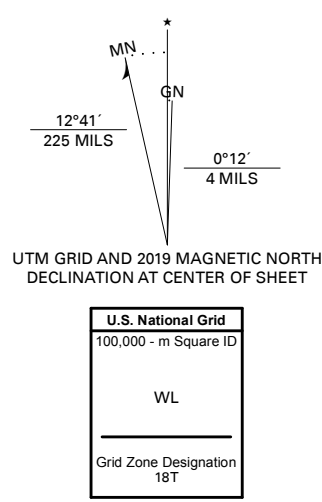 ★
MN
GN
12°41´
225 MILS
0°12´
4 MILS
UTM GRID AND 2019 MAGNETIC NORTH
DECLINATION AT CENTER OF SHEET
U.S. National Grid
100,000 - m Square ID
WL
Grid Zone Designation
18T